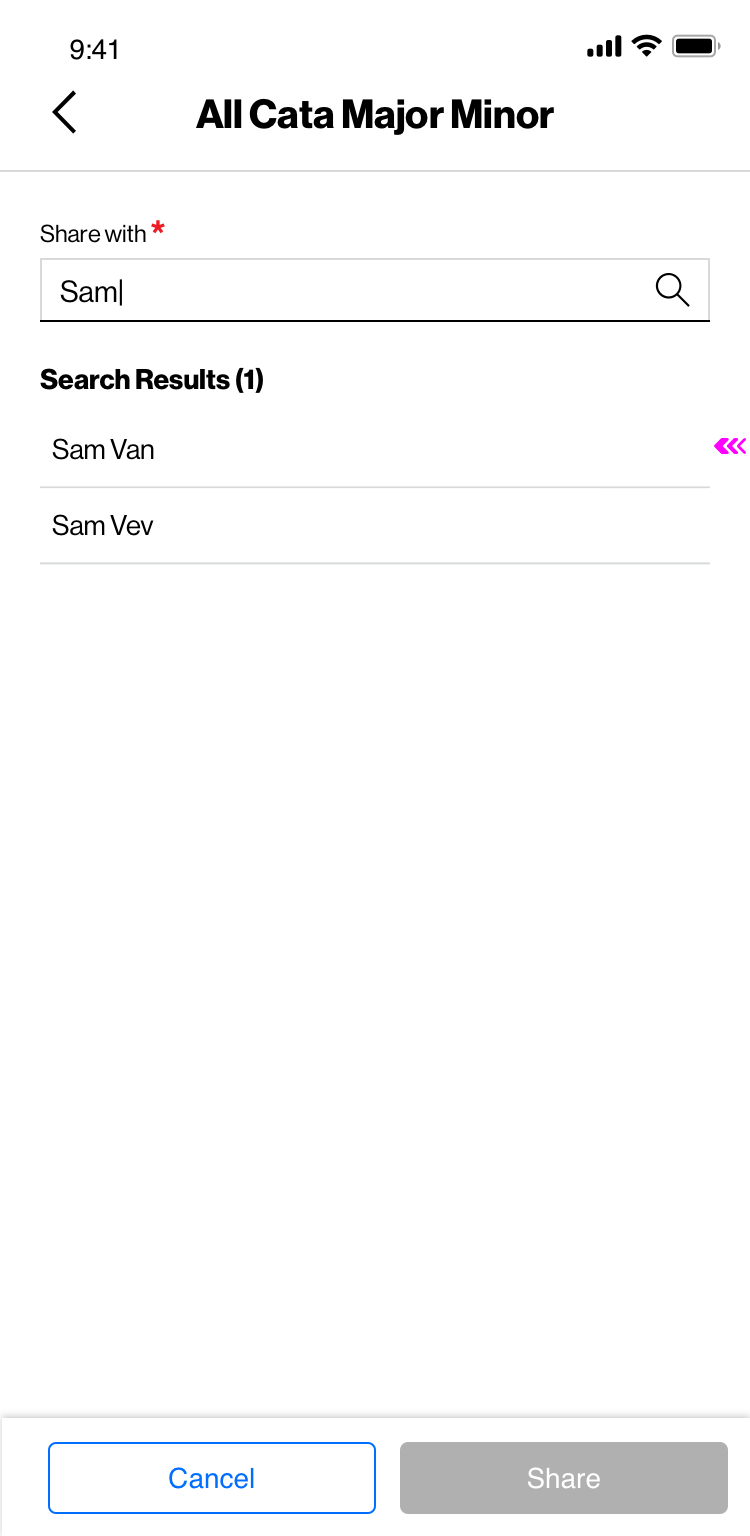 9:41
All Cata Major Minor
Share with *
Sam
Search Results (1)
Sam Van
Sam Vev
Cancel
Share